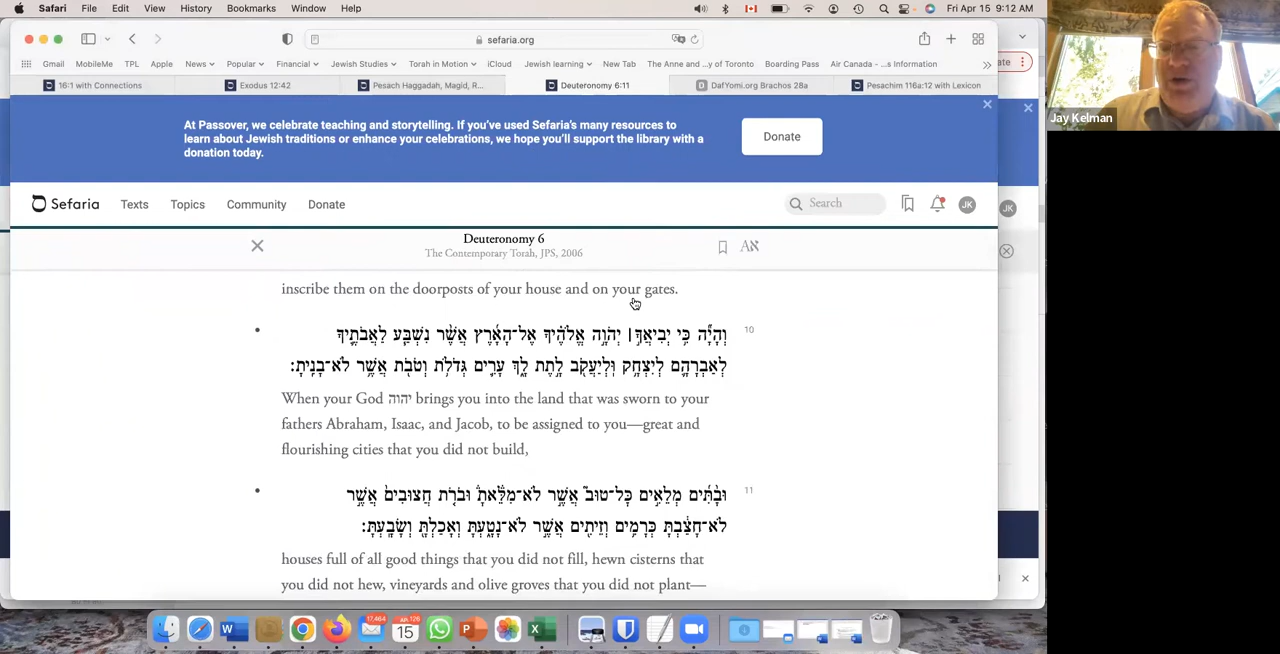 Safari File Edit View History Bookmarks Window Help Fri Apr 15 9:12 AM
sefaria.org
Gmail MobileMe TPL Apple News Popular Financial Jewish Studies Torah in Motion iCloud Jewish learning New Tab The Anne and ...y of Toronto Boarding Pass Air Canada - ...s Information
16:1 with Connections Exodus 12:42 Pesach Haggadah, Magid, R... Deuteronomy 6:11 DafYomi.org Brachos 28a Pesachim 116a:12 with Lexicon
At Passover, we celebrate teaching and storytelling. If you've used Sefaria's many resources to
learn about Jewish traditions or enhance your celebrations, we hope you'll support the library with a
donation today.
Donate
Sefaria Texts Topics Community Donate Search JK JK
Deuteronomy 6
The Contemporary Torah, JPS, 2006
Aא
inscribe them on the doorposts of your house and on your gates.
10
וְהָיָ֞ה כִּ֥י יְבִיאֲךָ֣ ׀ יְהֹוָ֣ה אֱלֹהֶ֗יךָ אֶל־הָאָ֜רֶץ אֲשֶׁ֨ר נִשְׁבַּ֧ע לַאֲבֹתֶ֛יךָ
לְאַבְרָהָ֛ם לְיִצְחָ֥ק וּֽלְיַעֲקֹ֖ב לָ֣תֶת לָ֑ךְ עָרִ֛ים גְּדֹלֹ֥ת וְטֹבֹ֖ת אֲשֶׁ֥ר לֹא־בָנִֽיתָ׃
When your God יהוה brings you into the land that was sworn to your
fathers Abraham, Isaac, and Jacob, to be assigned to you—great and
flourishing cities that you did not build,
11
וּבָ֨תִּ֜ים מְלֵאִ֣ים כׇּל־טוּב֮ אֲשֶׁ֣ר לֹא־מִלֵּ֒אתָ֒ וּבֹרֹ֤ת חֲצוּבִים֙ אֲשֶׁ֣ר
לֹא־חָצַ֔בְתָּ כְּרָמִ֥ים וְזֵיתִ֖ים אֲשֶׁ֣ר לֹא־נָטָ֑עְתָּ וְאָכַלְתָּ֖ וְשָׂבָֽעְתָּ׃
houses full of all good things that you did not fill, hewn cisterns that
you did not hew, vineyards and olive groves that you did not plant—
Jay Kelman
17,464
15